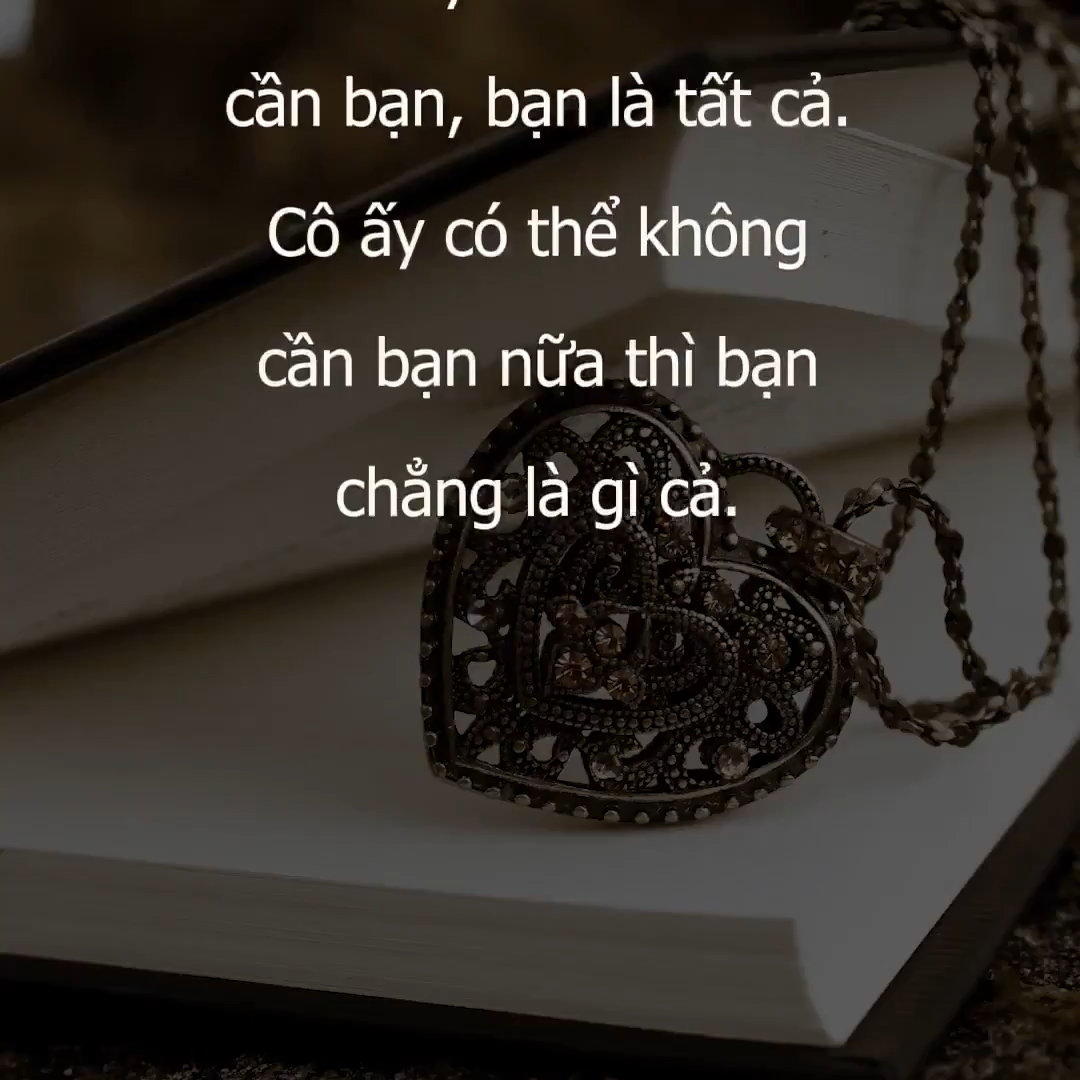 cần bạn, bạn là tất cả.
Cô ấy có thể không
cần bạn nữa thì bạn
chẳng là gì cả.